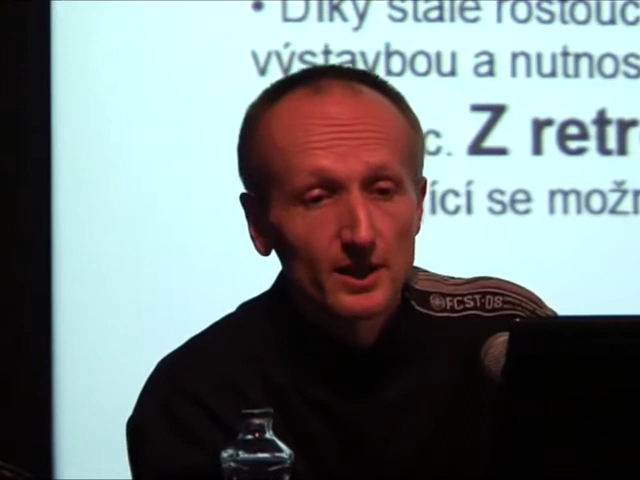 • Díky stále rostouc
výstavbou a nutnos
c. Z retr
ící se možn
FCST-08